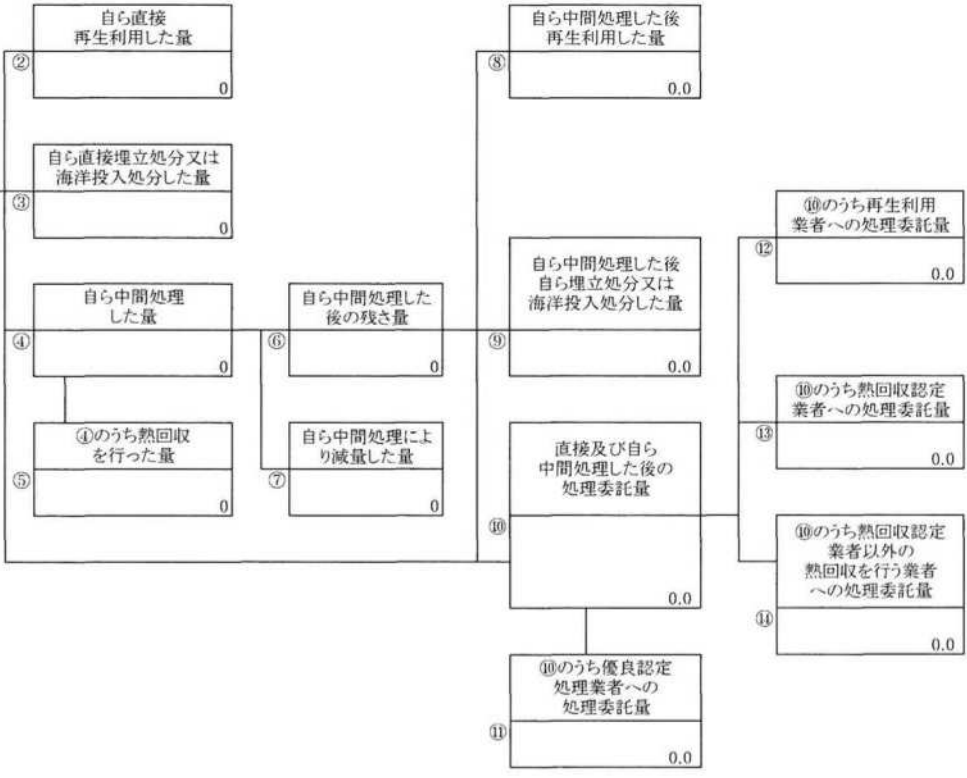 自ら直接
再生利用した量
②
0
自ら直接埋立処分又は
海洋投入処分した量
③
0
自ら中間処理
した量
④
0
④のうち熱回収
を行った量
⑤
0
自ら中間処理した
後の残さ量
⑥
0
自ら中間処理によ
り減量した量
⑦
0
自ら中間処理した後
再生利用した量
⑧
0.0
自ら中間処理した後
自ら埋立処分又は
海洋投入処分した量
⑨
0.0
直接及び自ら
中間処理した後の
処理委託量
⑩
0.0
⑩のうち優良認定
処理業者への
処理委託量
⑪
0.0
⑩のうち再生利用
業者への処理委託量
⑫
0.0
⑩のうち熱回収認定
業者への処理委託量
⑬
0.0
⑩のうち熱回収認定
業者以外の
熱回収を行う業者
への処理委託量
⑭
0.0